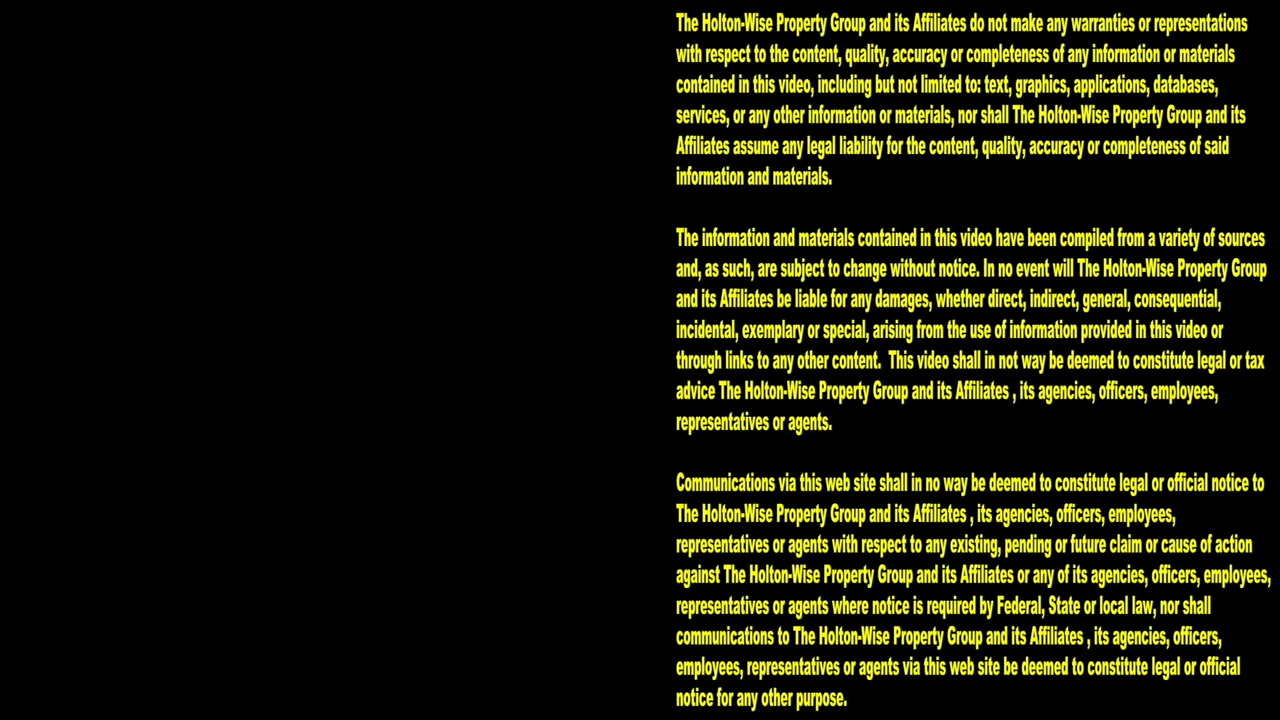 The Holton-Wise Property Group and its Affiliates do not make any warranties or representations
with respect to the content, quality, accuracy or completeness of any information or materials
contained in this video, including but not limited to: text, graphics, applications, databases,
services, or any other information or materials, nor shall The Holton-Wise Property Group and its
Affiliates assume any legal liability for the content, quality, accuracy or completeness of said
information and materials.

The information and materials contained in this video have been compiled from a variety of sources
and, as such, are subject to change without notice. In no event will The Holton-Wise Property Group
and its Affiliates be liable for any damages, whether direct, indirect, general, consequential,
incidental, exemplary or special, arising from the use of information provided in this video or
through links to any other content.  This video shall in not way be deemed to constitute legal or tax
advice The Holton-Wise Property Group and its Affiliates , its agencies, officers, employees,
representatives or agents.

Communications via this web site shall in no way be deemed to constitute legal or official notice to
The Holton-Wise Property Group and its Affiliates , its agencies, officers, employees,
representatives or agents with respect to any existing, pending or future claim or cause of action
against The Holton-Wise Property Group and its Affiliates or any of its agencies, officers, employees,
representatives or agents where notice is required by Federal, State or local law, nor shall
communications to The Holton-Wise Property Group and its Affiliates , its agencies, officers,
employees, representatives or agents via this web site be deemed to constitute legal or official
notice for any other purpose.